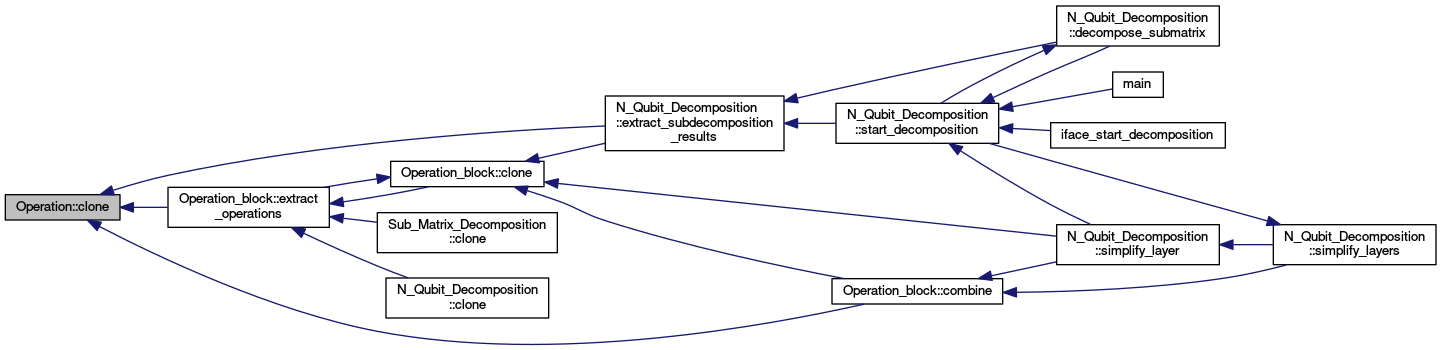 Operation::clone
Operation_block::extract
_operations
Operation_block::clone
Sub_Matrix_Decomposition
::clone
N_Qubit_Decomposition
::clone
N_Qubit_Decomposition
::extract_subdecomposition
_results
N_Qubit_Decomposition
::start_decomposition
Operation_block::combine
N_Qubit_Decomposition
::decompose_submatrix
main
iface_start_decomposition
N_Qubit_Decomposition
::simplify_layer
N_Qubit_Decomposition
::simplify_layers